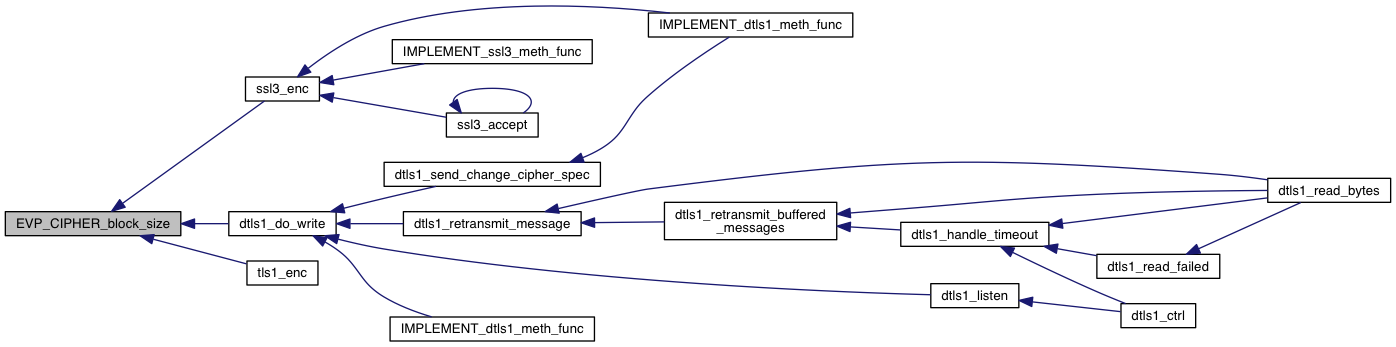 IMPLEMENT_dtls1_meth_func
IMPLEMENT_ssl3_meth_func
ssl3_enc
ssl3_accept
dtls1_send_change_cipher_spec
dtls1_read_bytes
EVP_CIPHER_block_size
dtls1_do_write
dtls1_retransmit_message
dtls1_retransmit_buffered
_messages
dtls1_handle_timeout
tls1_enc
dtls1_read_failed
dtls1_listen
dtls1_ctrl
IMPLEMENT_dtls1_meth_func